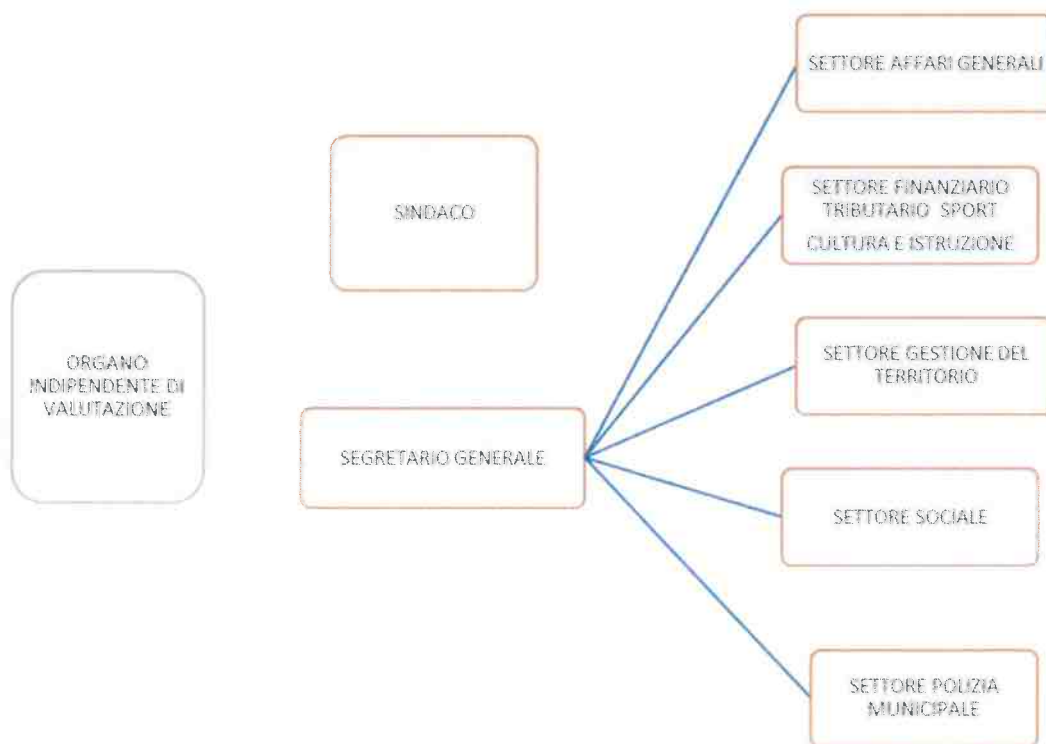 ORGANO
INDIPENDENTE DI
VALUTAZIONE
SINDACO
SEGRETARIO GENERALE
SETTORE AFFARI GENERALI
SETTORE FINANZIARIO
TRIBUTARIO SPORT
CULTURA E ISTRUZIONE
SETTORE GESTIONE DEL
TERRITORIO
SETTORE SOCIALE
SETTORE POLIZIA
MUNICIPALE